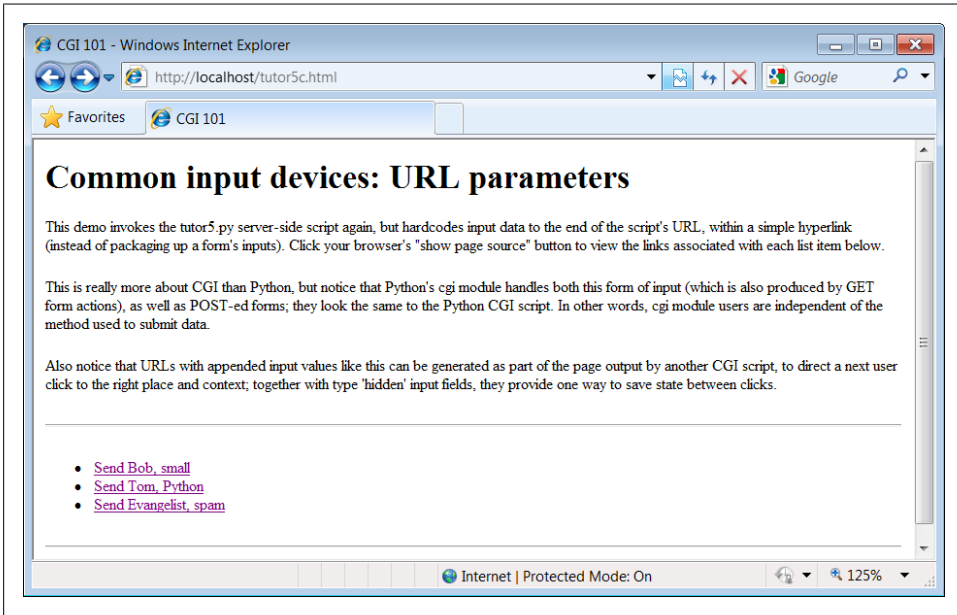 CGI 101 - Windows Internet Explorer
http://localhost/tutor5c.html
Google
Favorites
CGI 101
Common input devices: URL parameters
This demo invokes the tutor5.py server-side script again, but hardcodes input data to the end of the script's URL, within a simple hyperlink
(instead of packaging up a form's inputs). Click your browser's "show page source" button to view the links associated with each list item below.
This is really more about CGI than Python, but notice that Python's cgi module handles both this form of input (which is also produced by GET
form actions), as well as POST-ed forms; they look the same to the Python CGI script. In other words, cgi module users are independent of the
method used to submit data.
Also notice that URLs with appended input values like this can be generated as part of the page output by another CGI script, to direct a next user
click to the right place and context; together with type 'hidden' input fields, they provide one way to save state between clicks.
• Send Bob, small
• Send Tom, Python
• Send Evangelist, spam
Internet | Protected Mode: On
125%